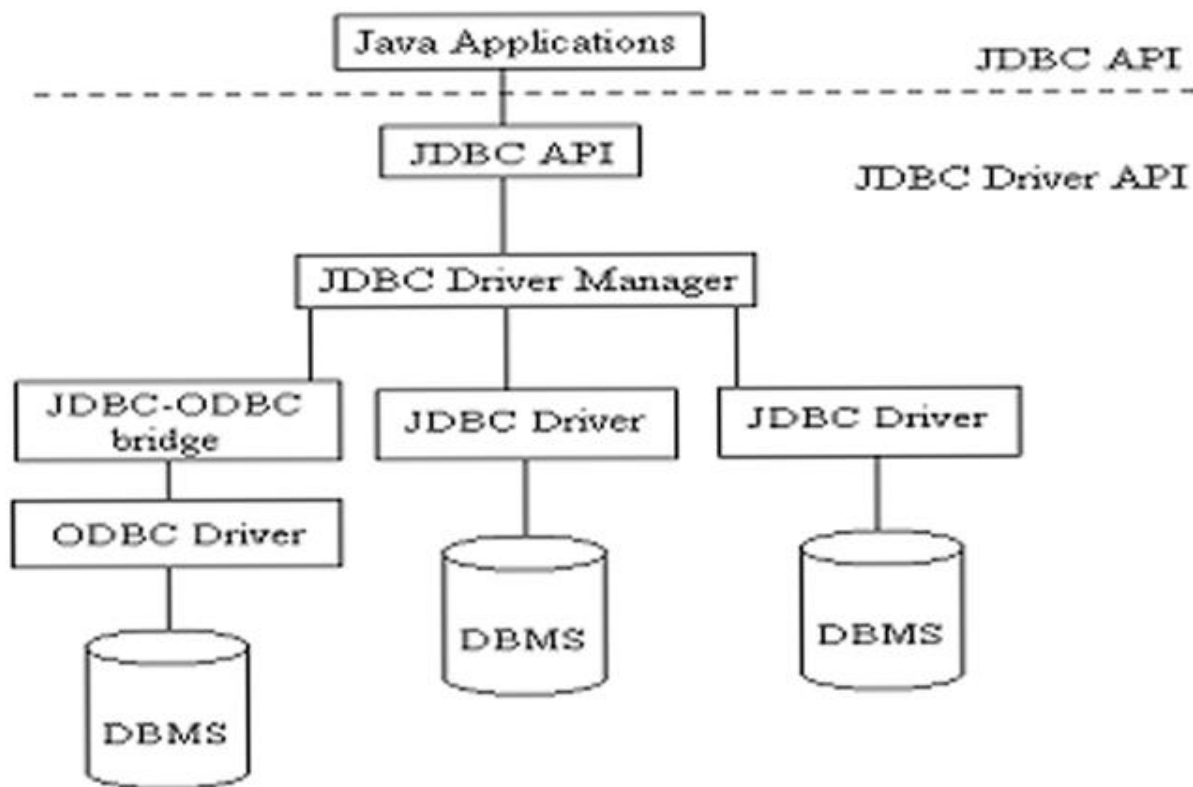 Java Applications
JDBC API
JDBC API
JDBC Driver API
JDBC Driver Manager
JDBC-ODBC
bridge
JDBC Driver
JDBC Driver
ODBC Driver
DBMS
DBMS
DBMS